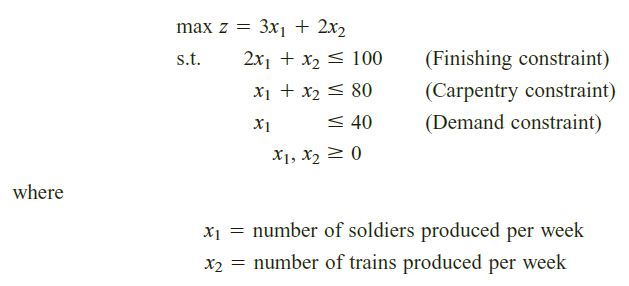 max z = 3x₁ + 2x₂
s.t. 2x₁ + x₂ ≤ 100 (Finishing constraint)
x₁ + x₂ ≤ 80 (Carpentry constraint)
x₁ ≤ 40 (Demand constraint)
x₁, x₂ ≥ 0
where
x₁ = number of soldiers produced per week
x₂ = number of trains produced per week